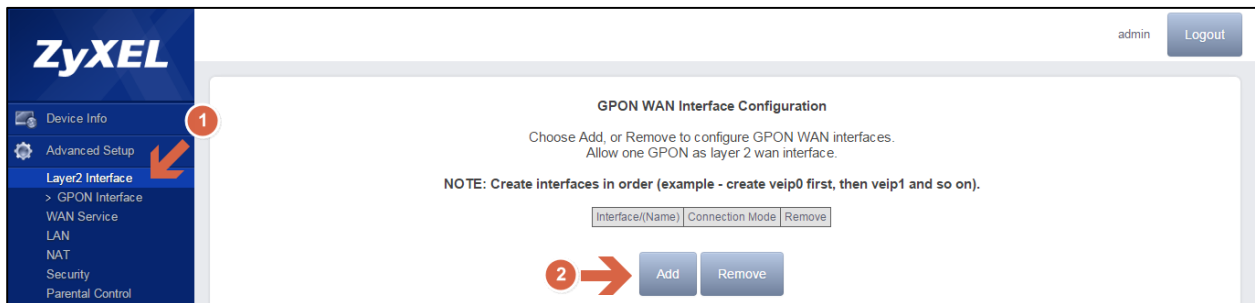 ZyXEL
admin
Logout
1
Device Info
Advanced Setup
Layer2 Interface
> GPON Interface
WAN Service
LAN
NAT
Security
Parental Control
GPON WAN Interface Configuration
Choose Add, or Remove to configure GPON WAN interfaces.
Allow one GPON as layer 2 wan interface.
NOTE: Create interfaces in order (example - create veip0 first, then veip1 and so on).
Interface/(Name) Connection Mode Remove
2
Add Remove